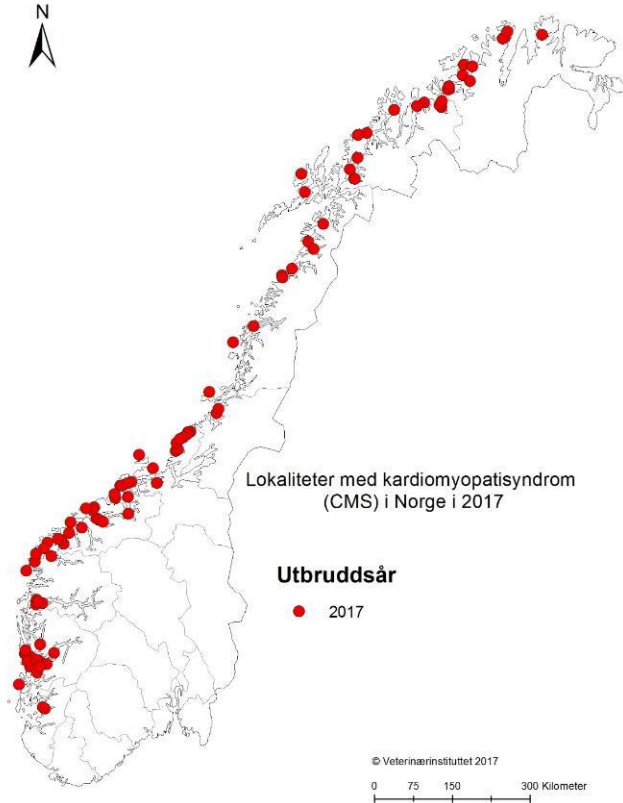 N
Lokaliteter med kardiomyopatisyndrom
(CMS) i Norge i 2017
Utbruddsår
2017
© Veterinærinstituttet 2017
0 75 150 300 Kilometer